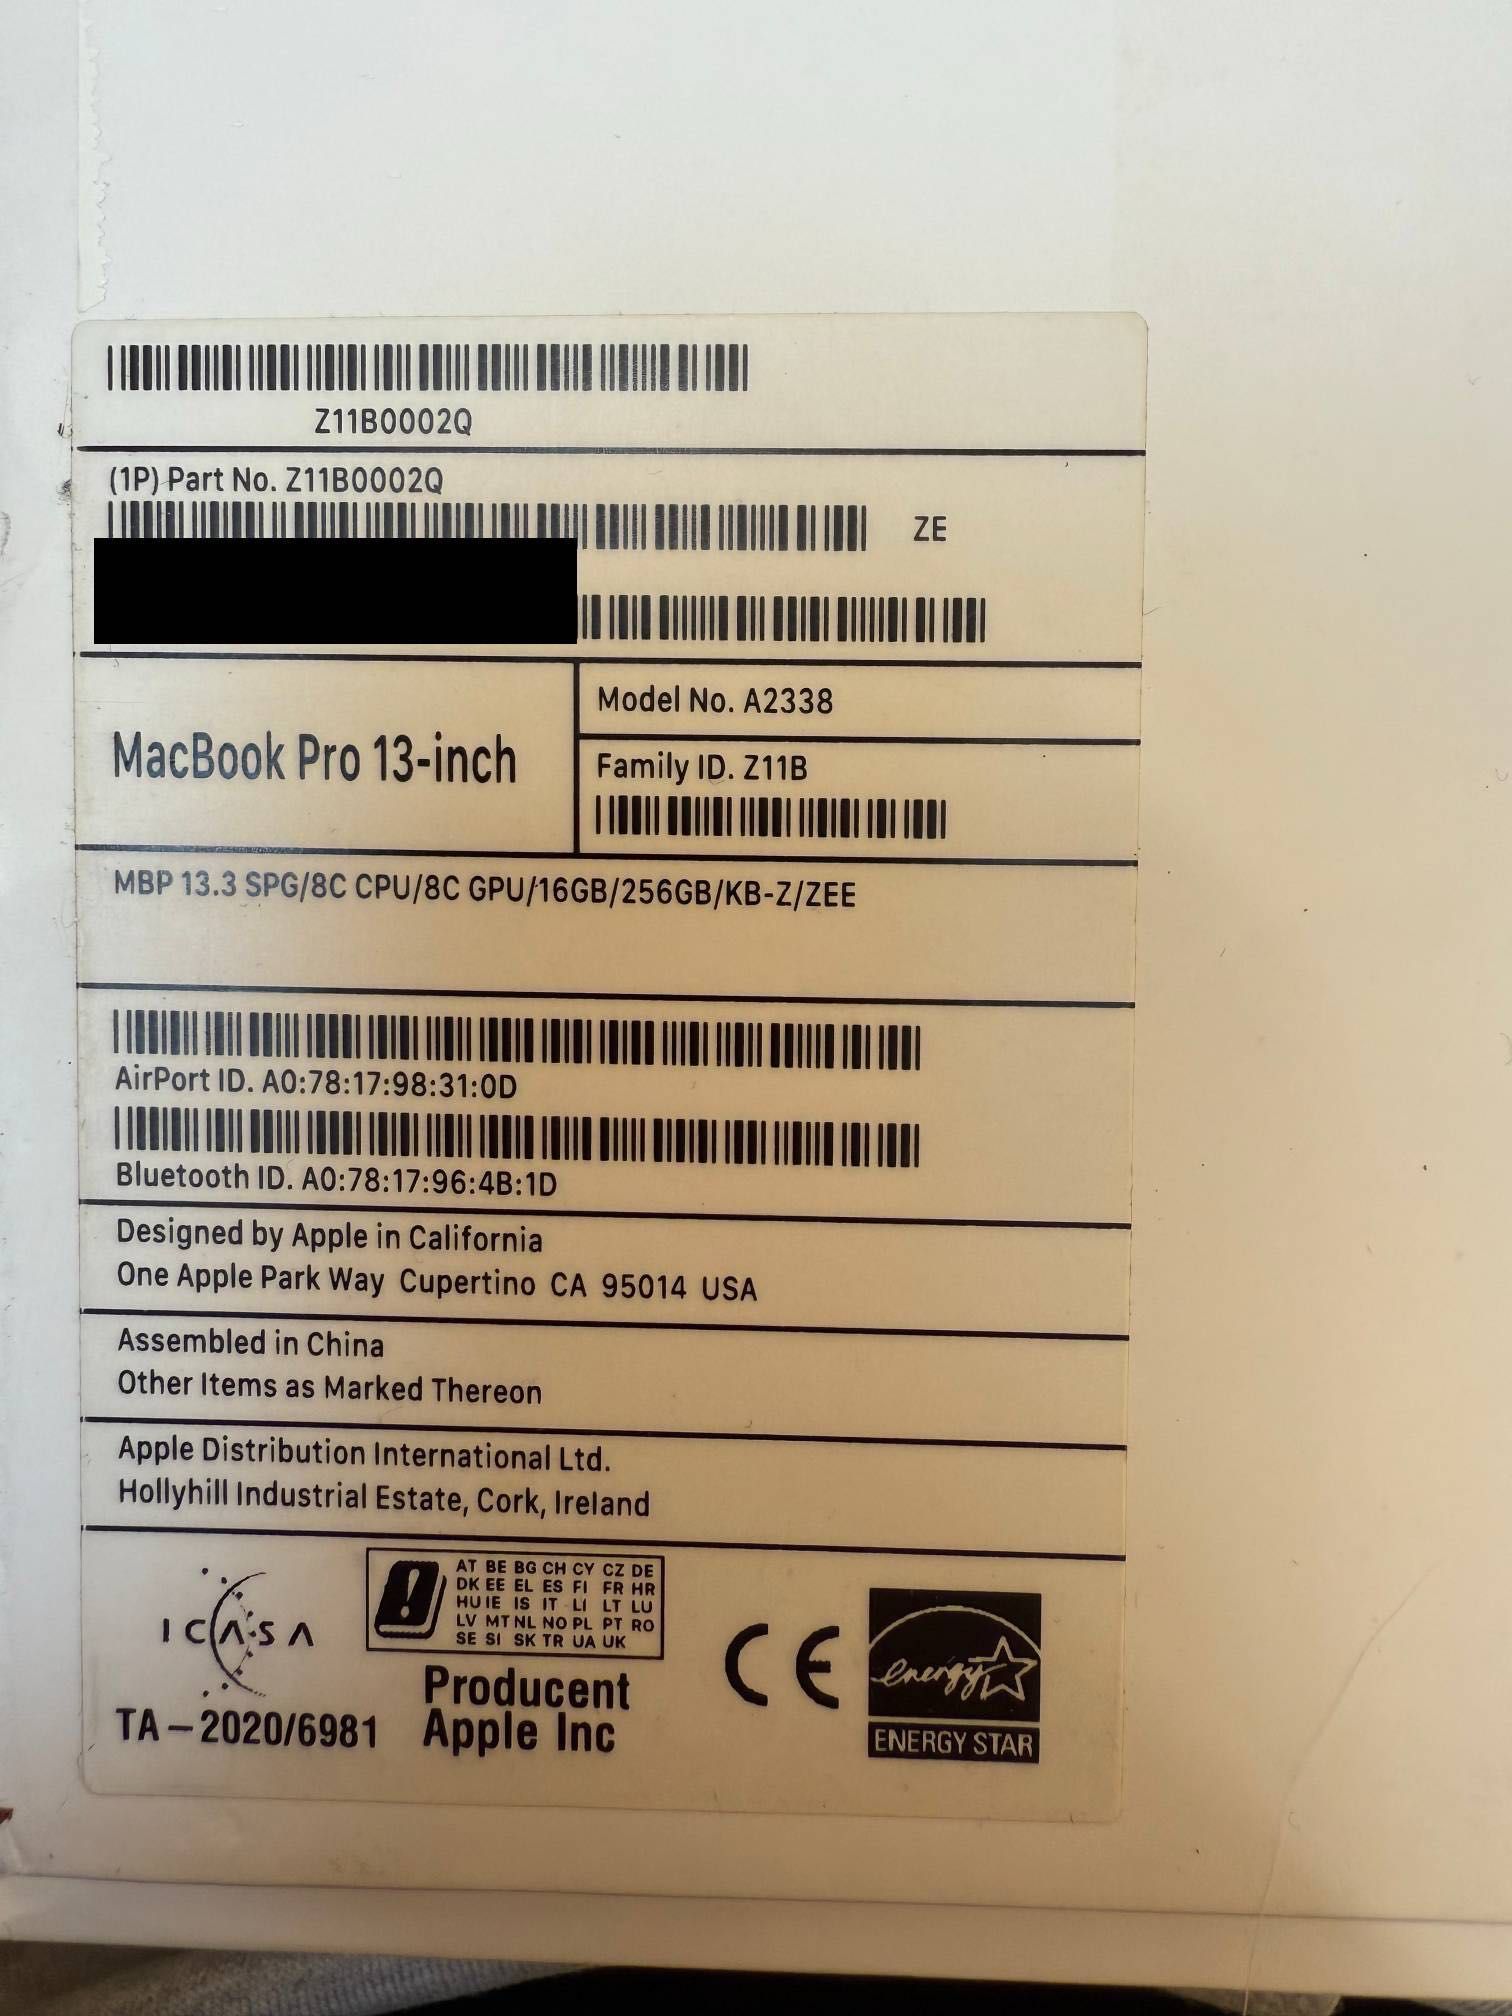 Z11B0002Q
(1P) Part No. Z11B0002Q
ZE
MacBook Pro 13-inch
Model No. A2338
Family ID. Z11B
MBP 13.3 SPG/8C CPU/8C GPU/16GB/256GB/KB-Z/ZEE
AirPort ID. A0:78:17:98:31:0D
Bluetooth ID. A0:78:17:96:4B:1D
Designed by Apple in California
One Apple Park Way Cupertino CA 95014 USA
Assembled in China
Other Items as Marked Thereon
Apple Distribution International Ltd.
Hollyhill Industrial Estate, Cork, Ireland
ICASA
TA-2020/6981
AT BE BG CH CY CZ DE
DK EE EL ES FI FR HR
HU IE IS IT LI LT LU
LV MT NL NO PL PT RO
SE SI SK TR UA UK
Producent
Apple Inc
CE
energy
ENERGY STAR